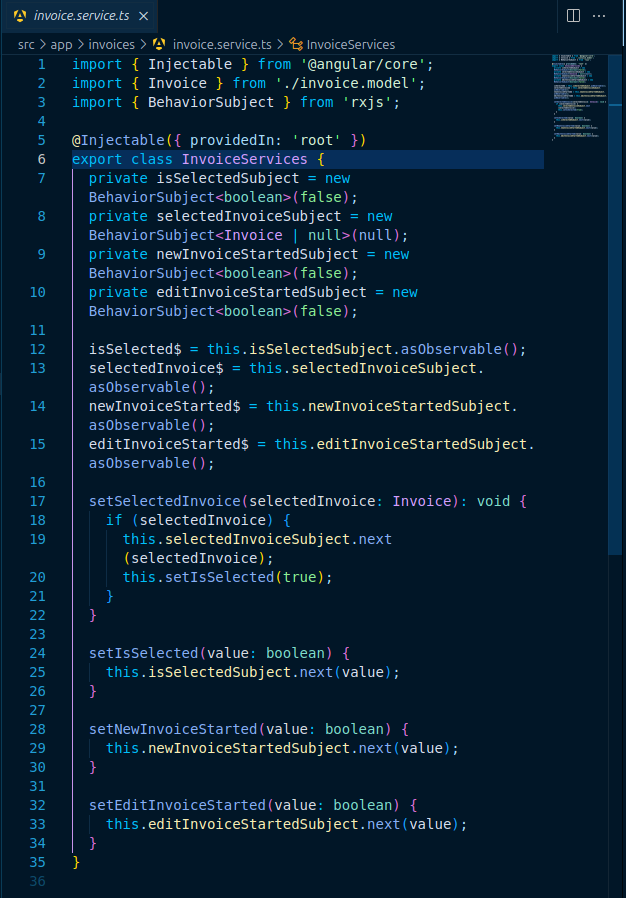 invoice.service.ts ×
src > app > invoices > invoice.service.ts > InvoiceServices
1 import { Injectable } from '@angular/core';
2 import { Invoice } from './invoice.model';
3 import { BehaviorSubject } from 'rxjs';
4
5 @Injectable({ providedIn: 'root' })
6 export class InvoiceServices {
7 private isSelectedSubject = new
BehaviorSubject<boolean>(false);
8 private selectedInvoiceSubject = new
BehaviorSubject<Invoice | null>(null);
9 private newInvoiceStartedSubject = new
BehaviorSubject<boolean>(false);
10 private editInvoiceStartedSubject = new
BehaviorSubject<boolean>(false);
11
12 isSelected$ = this.isSelectedSubject.asObservable();
13 selectedInvoice$ = this.selectedInvoiceSubject.
asObservable();
14 newInvoiceStarted$ = this.newInvoiceStartedSubject.
asObservable();
15 editInvoiceStarted$ = this.editInvoiceStartedSubject.
asObservable();
16
17 setSelectedInvoice(selectedInvoice: Invoice): void {
18 if (selectedInvoice) {
19 this.selectedInvoiceSubject.next
(selectedInvoice);
20 this.setIsSelected(true);
21 }
22 }
23
24 setIsSelected(value: boolean) {
25 this.isSelectedSubject.next(value);
26 }
27
28 setNewInvoiceStarted(value: boolean) {
29 this.newInvoiceStartedSubject.next(value);
30 }
31
32 setEditInvoiceStarted(value: boolean) {
33 this.editInvoiceStartedSubject.next(value);
34 }
35 }
36